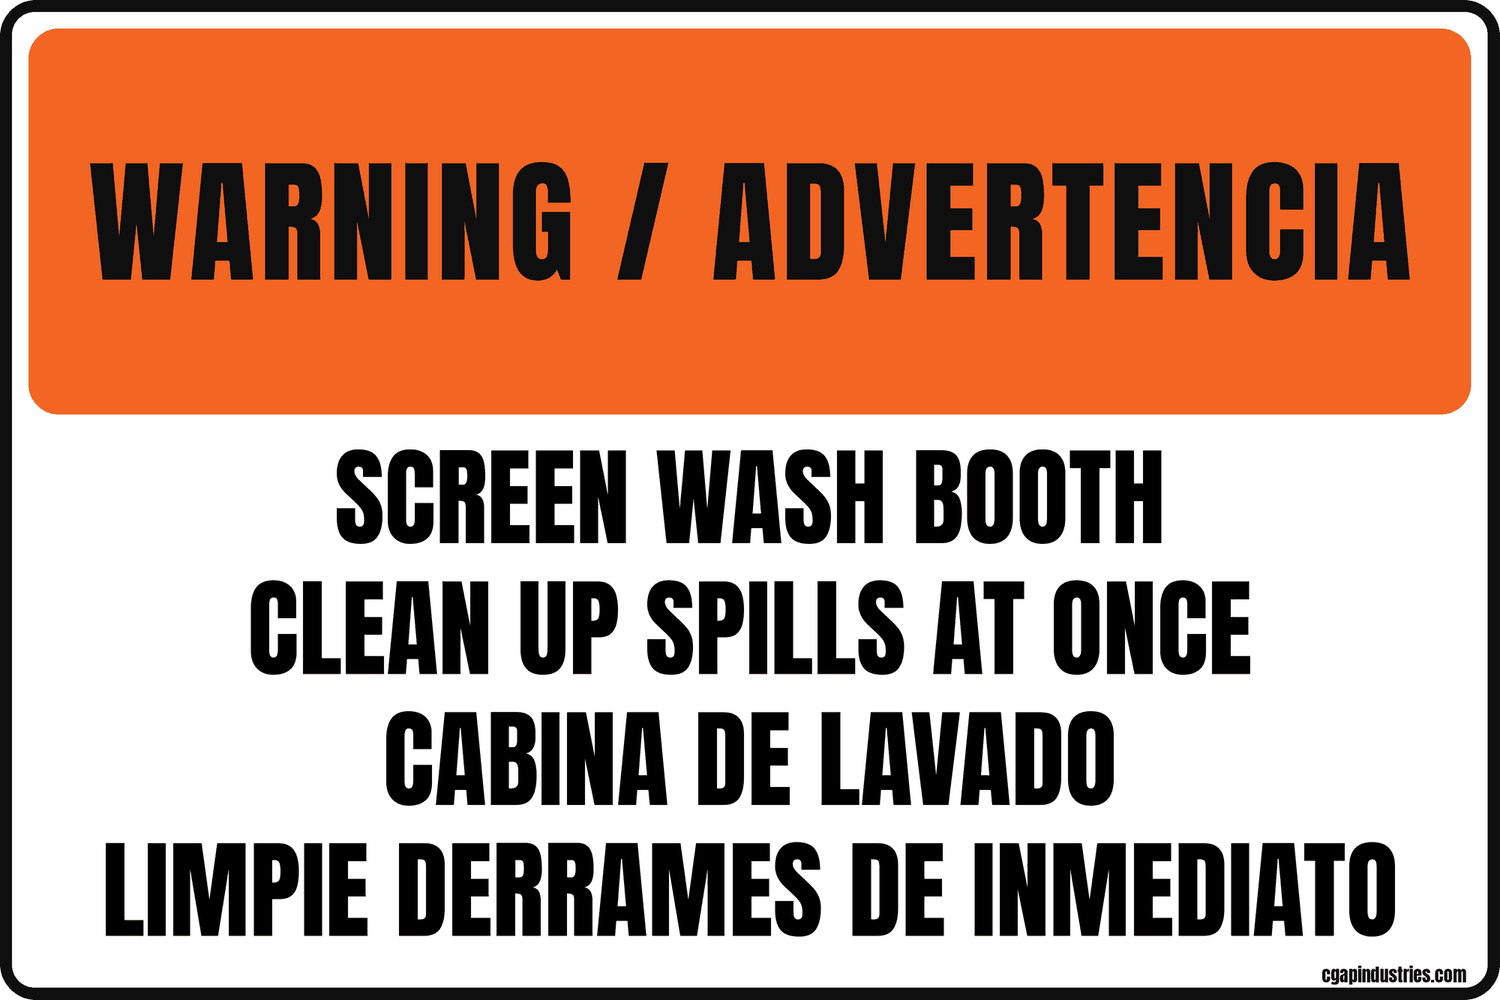 WARNING / ADVERTENCIA
SCREEN WASH BOOTH
CLEAN UP SPILLS AT ONCE
CABINA DE LAVADO
LIMPIE DERRAMES DE INMEDIATO
cgapindustries.com